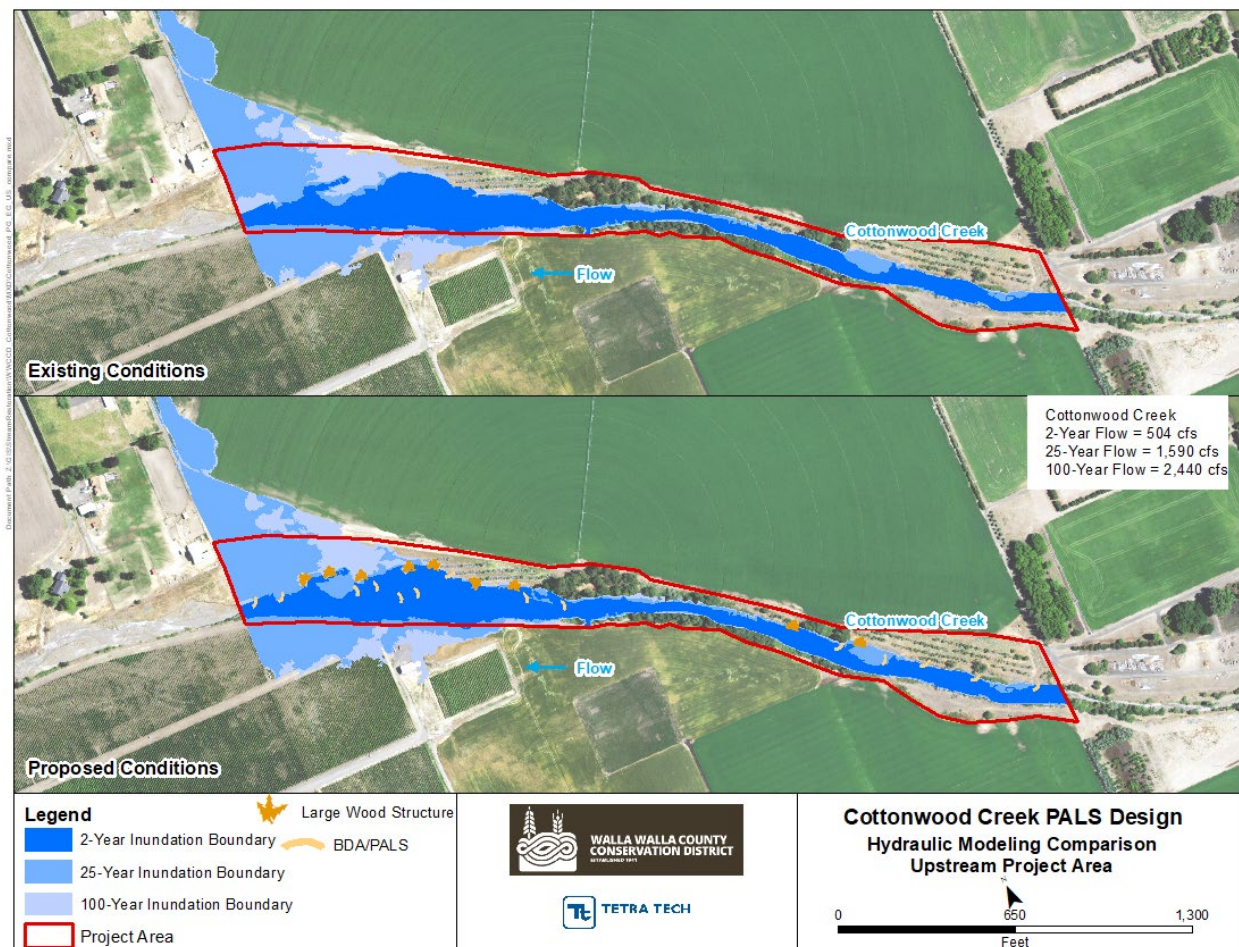 Cottonwood Creek
Flow
Existing Conditions
Cottonwood Creek
2-Year Flow = 504 cfs
25-Year Flow = 1,590 cfs
100-Year Flow = 2,440 cfs
Cottonwood Creek
Flow
Proposed Conditions
Legend
Large Wood Structure
2-Year Inundation Boundary
BDA/PALS
25-Year Inundation Boundary
100-Year Inundation Boundary
Project Area
WALLA WALLA COUNTY
CONSERVATION DISTRICT
TETRA TECH
Cottonwood Creek PALS Design
Hydraulic Modeling Comparison
Upstream Project Area
0 650 1,300
Feet